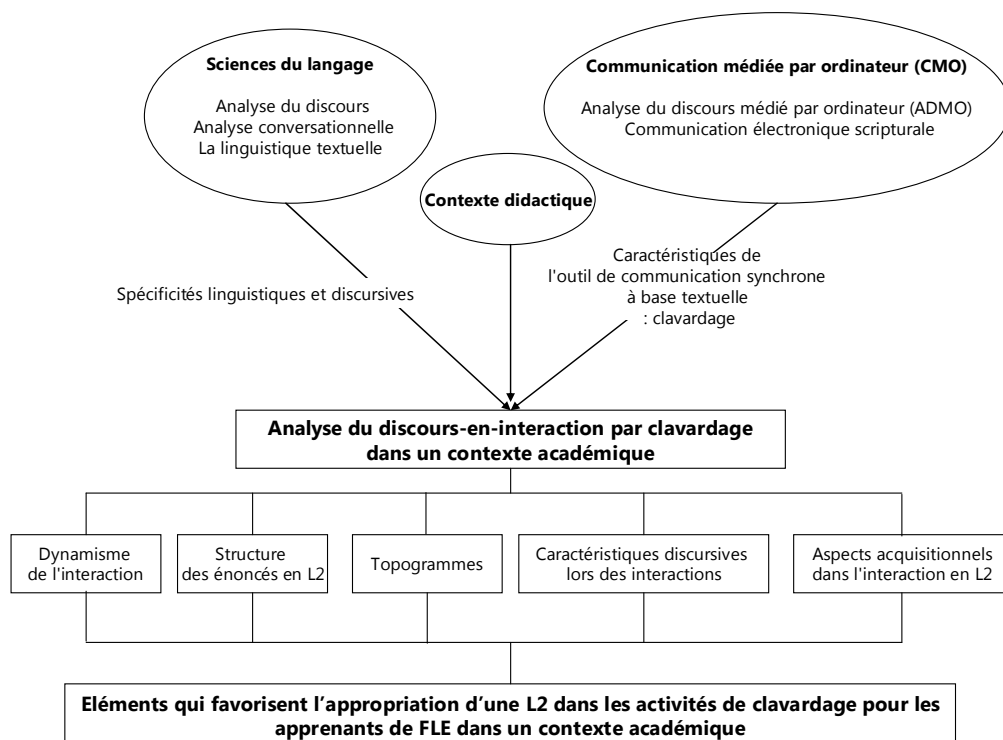 Sciences du langage
Analyse du discours
Analyse conversationnelle
La linguistique textuelle
Communication médiée par ordinateur (CMO)
Analyse du discours médié par ordinateur (ADMO)
Communication électronique scripturale
Contexte didactique
Spécificités linguistiques et discursives
Caractéristiques de
l'outil de communication synchrone
à base textuelle
: clavardage
Analyse du discours-en-interaction par clavardage
dans un contexte académique
Dynamisme
de l'interaction
Structure
des énoncés en L2
Topogrammes
Caractéristiques discursives
lors des interactions
Aspects acquisitionnels
dans l'interaction en L2
Eléments qui favorisent l’appropriation d’une L2 dans les activités de clavardage pour les
apprenants de FLE dans un contexte académique